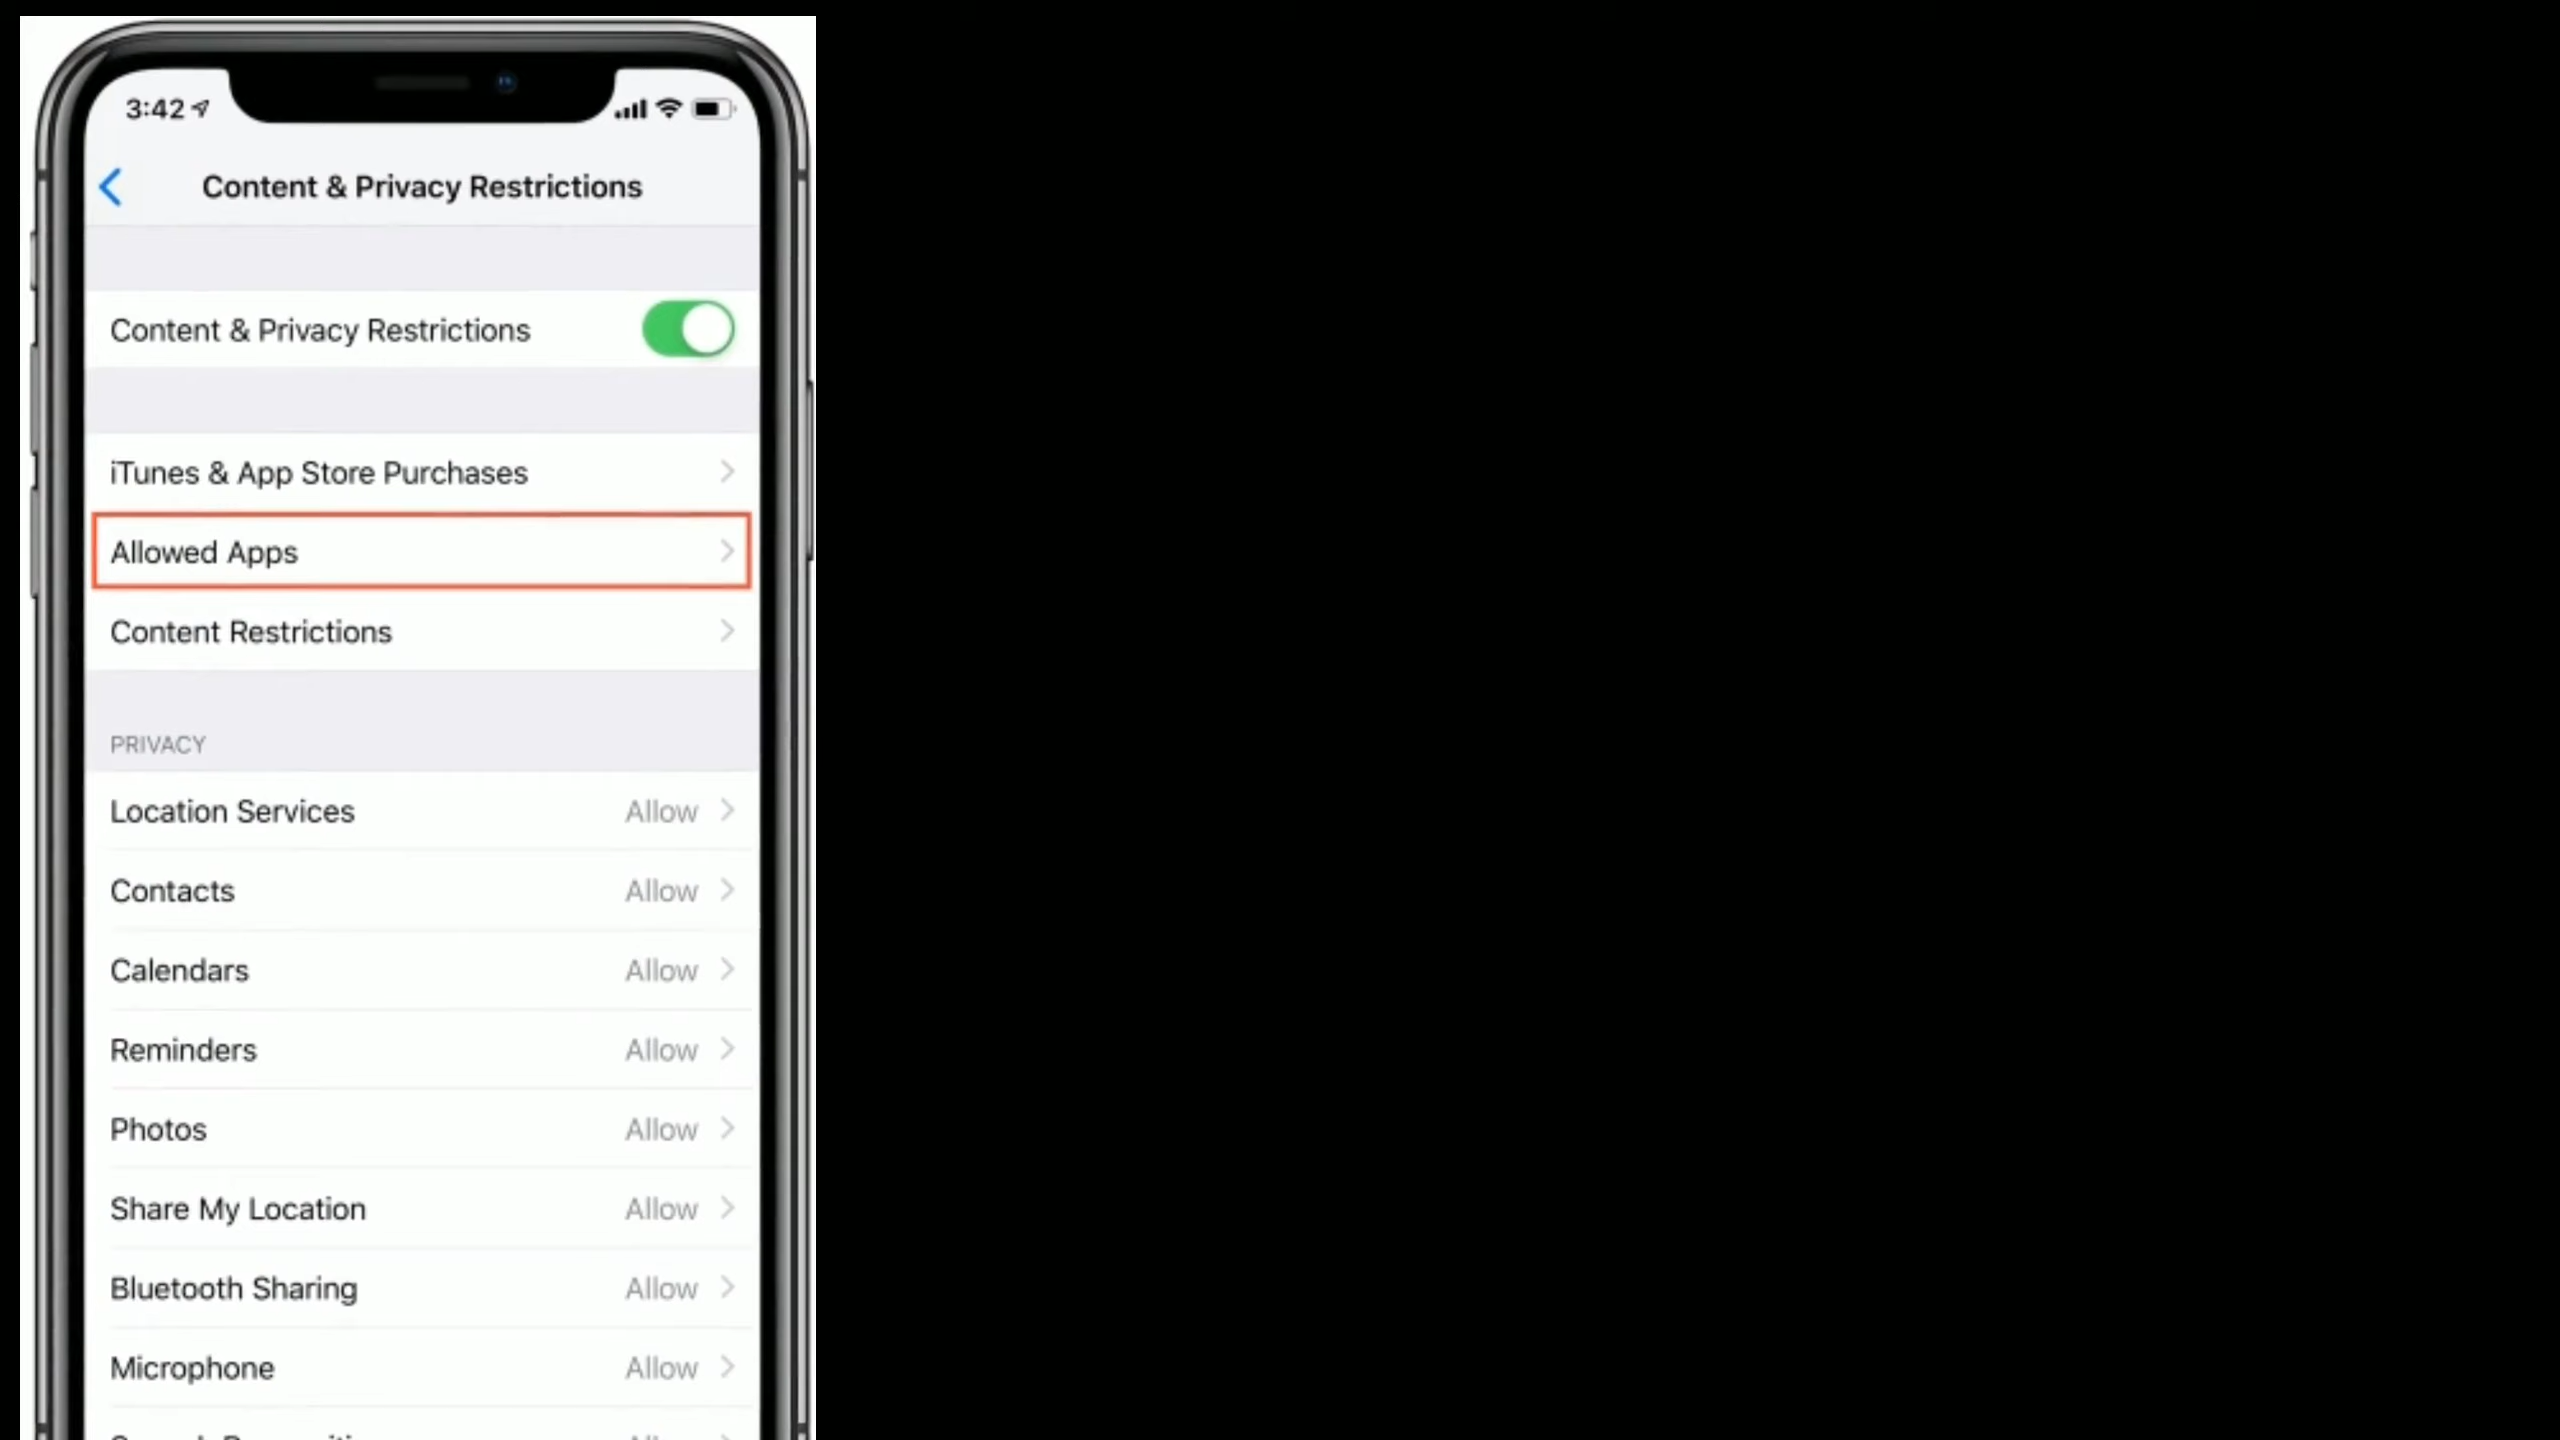 3:42
Content & Privacy Restrictions
Content & Privacy Restrictions
iTunes & App Store Purchases
Allowed Apps
Content Restrictions
PRIVACY
Location Services Allow
Contacts Allow
Calendars Allow
Reminders Allow
Photos Allow
Share My Location Allow
Bluetooth Sharing Allow
Microphone Allow